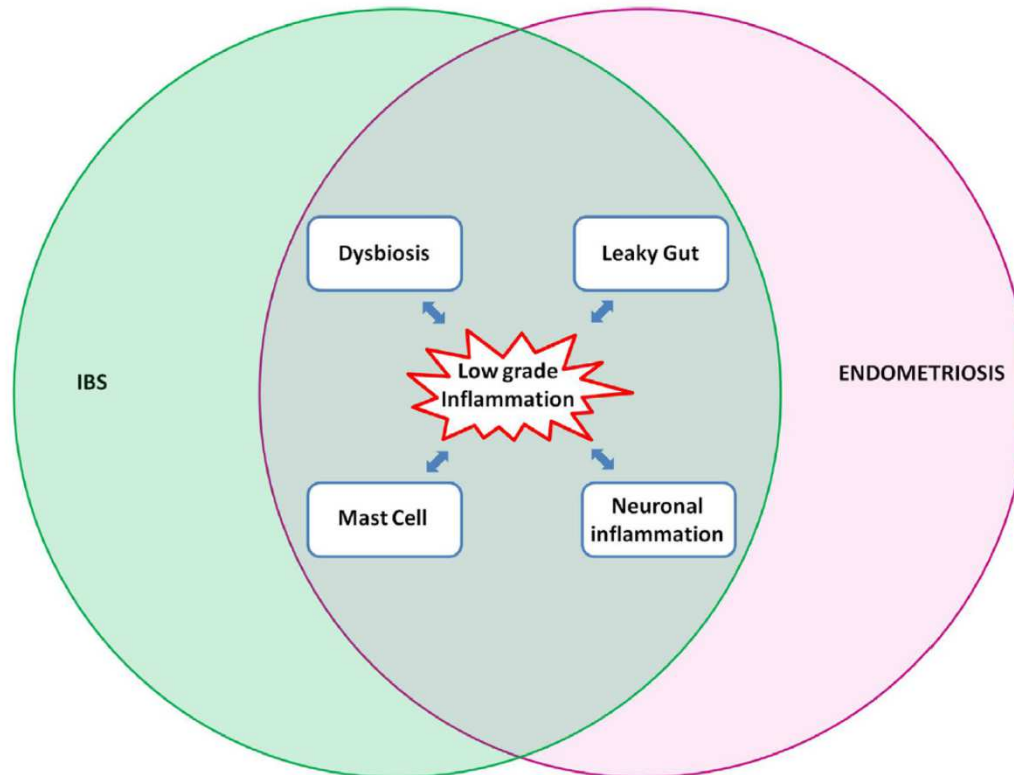 Dysbiosis
Leaky Gut
IBS
Low grade
Inflammation
ENDOMETRIOSIS
Mast Cell
Neuronal
inflammation